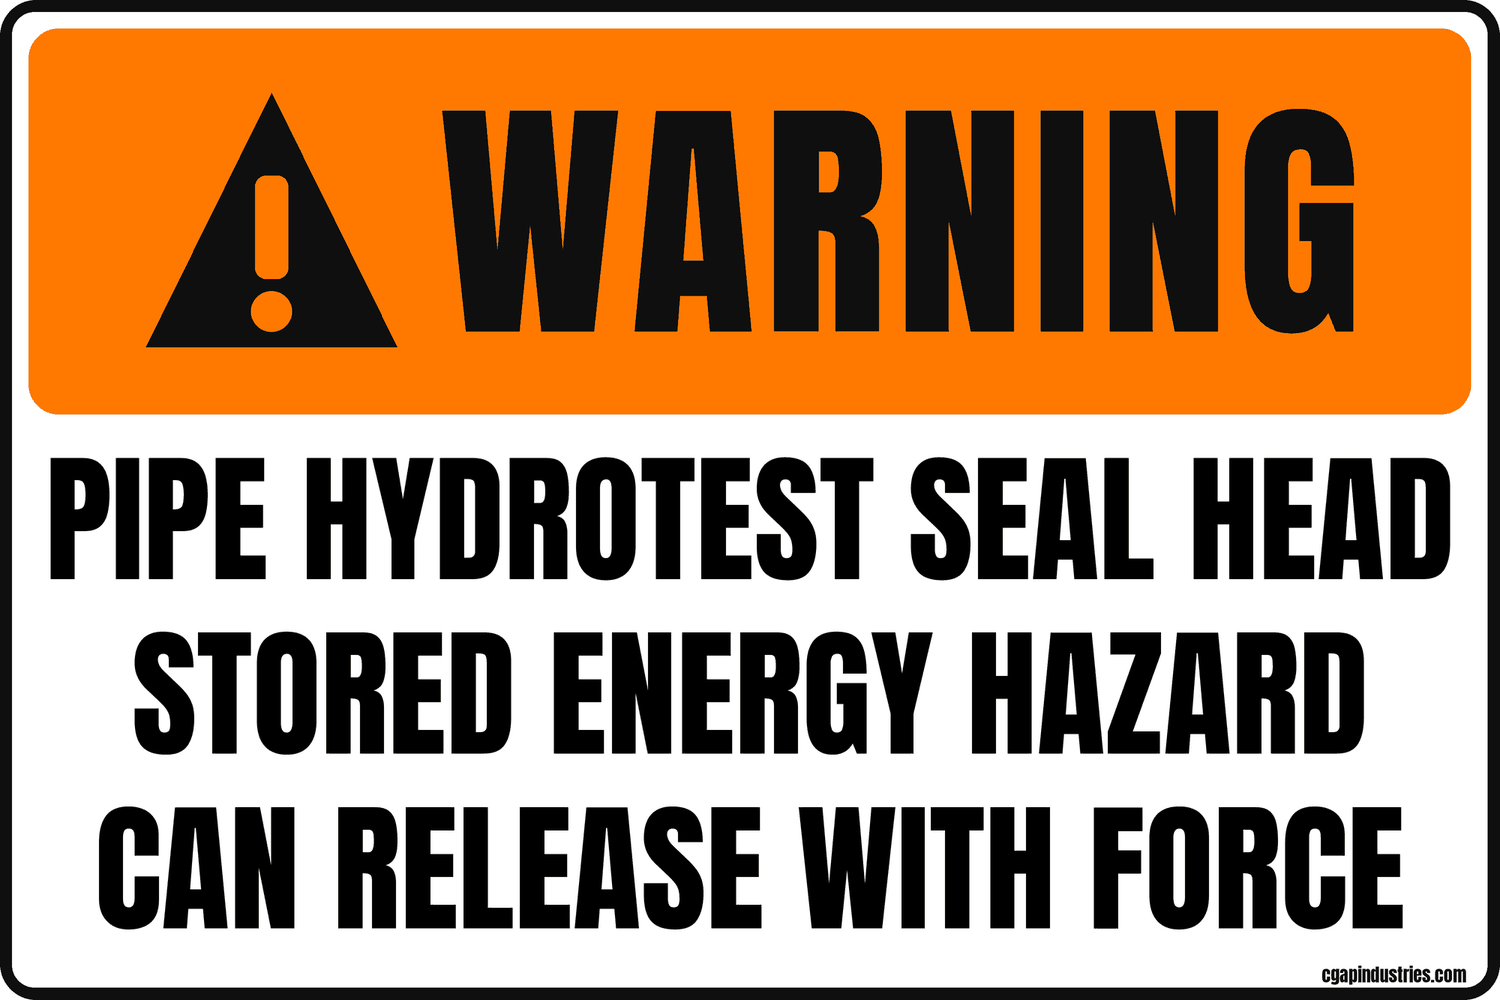 WARNING
PIPE HYDROTEST SEAL HEAD
STORED ENERGY HAZARD
CAN RELEASE WITH FORCE
cgapindustries.com